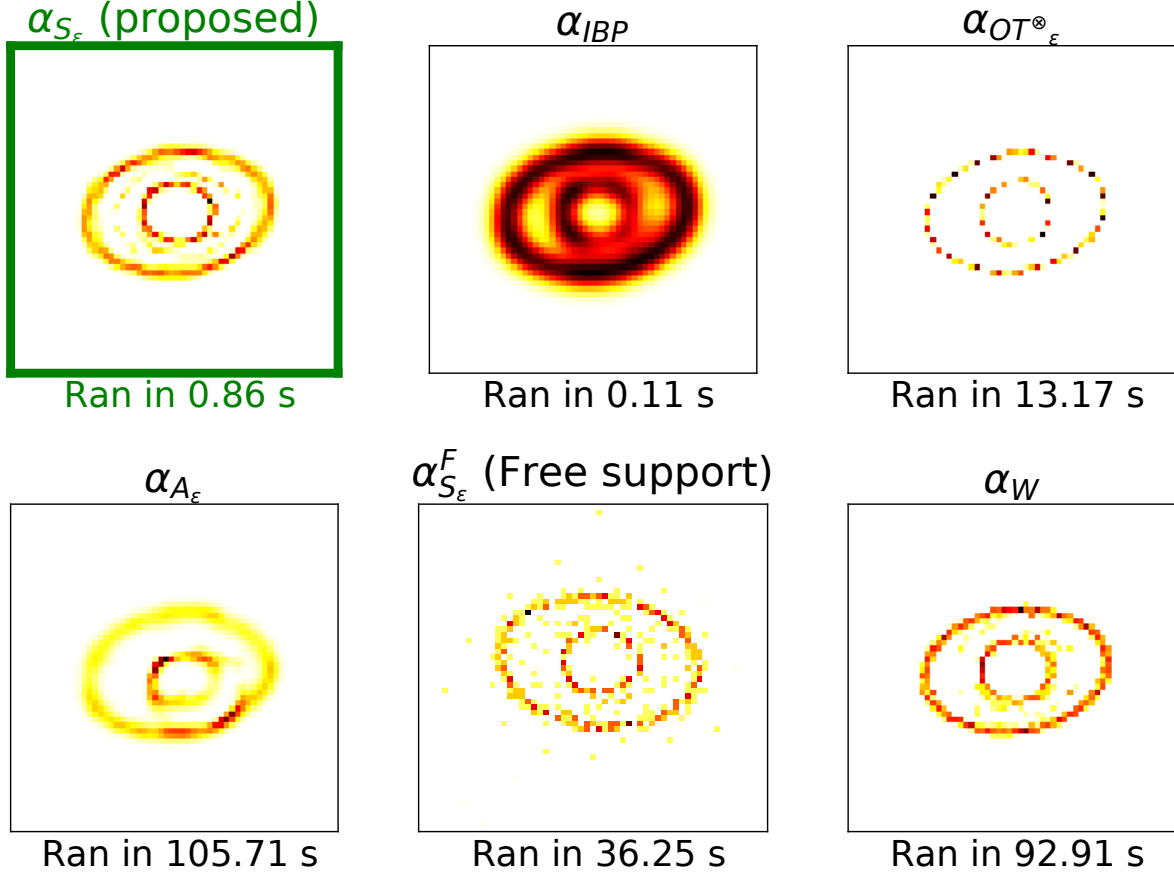 α_{S_ε} (proposed)
α_{IBP}
α_{OT^⊗_ε}
Ran in 0.86 s
Ran in 0.11 s
Ran in 13.17 s
α_{A_ε}
α^F_{S_ε} (Free support)
α_W
Ran in 105.71 s
Ran in 36.25 s
Ran in 92.91 s